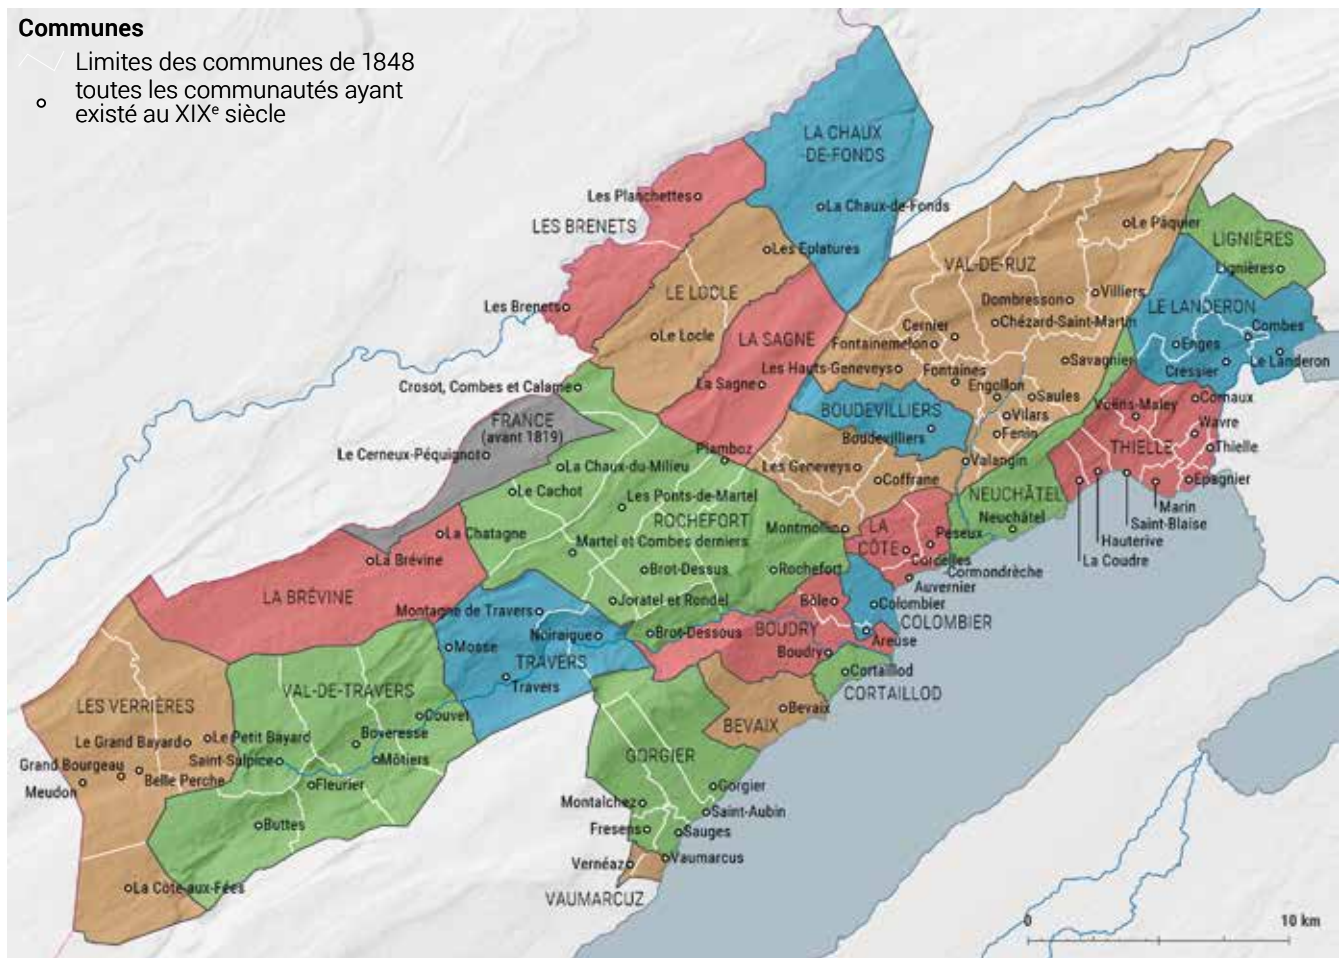 Communes
Limites des communes de 1848
toutes les communautés ayant
existé au XIXe siècle
LA CHAUX
-DE-FONDS
Les Planchettes
La Chaux-de-Fonds
LES BRENETS
Le Pâquier
LIGNIÈRES
Les Eplatures
VAL-DE-RUZ
Lignières
LE LOCLE
Villiers
Dombresson
LE LANDERON
Les Brenets
Chézard-Saint-Martin
Combes
Cernier
Le Locle
LA SAGNE
Fontainemelon
Enges
Savagnier
Le Landeron
Les Hauts-Geneveys
Fontaines
Cressier
Crosot, Combes et Calame
La Sagne
Engollon
Saules
Cornaux
BOUDEVILLIERS
Voëns-Maley
Vilars
Wavre
FRANCE
(avant 1819)
Boudevilliers
Fenin
THIELLE
Thielle
Le Cerneux-Péquignot
Plamboz
La Chaux-du-Milieu
Les Geneveys
Valangin
Coffrane
Epagnier
Le Cachot
Les Ponts-de-Martel
NEUCHÂTEL
Marin
ROCHEFORT
Neuchâtel
Saint-Blaise
Montmollin
LA
CÔTE
La Chatagne
Peseux
Hauterive
Martel et Combes derniers
Corcelles
La Coudre
La Brévine
Brot-Dessus
Rochefort
Cormondrèche
Auvernier
LA BRÉVINE
Joratel et Rondel
Bôle
Colombier
Montagne de Travers
COLOMBIER
Noiraigue
Brot-Dessous
BOUDRY
Areuse
Mosse
Boudry
TRAVERS
Cortaillod
Travers
VAL-DE-TRAVERS
CORTAILLOD
LES VERRIÈRES
Bevaix
Couvet
BEVAIX
Le Grand Bayard
Le Petit Bayard
Boveresse
GORGIER
Saint-Sulpice
Môtiers
Grand Bourgeau
Belle Perche
Fleurier
Gorgier
Meudon
Montalchez
Saint-Aubin
Buttes
Fresens
Sauges
Vernéaz
Vaumarcus
La Côte-aux-Fées
VAUMARCUZ
0
10 km